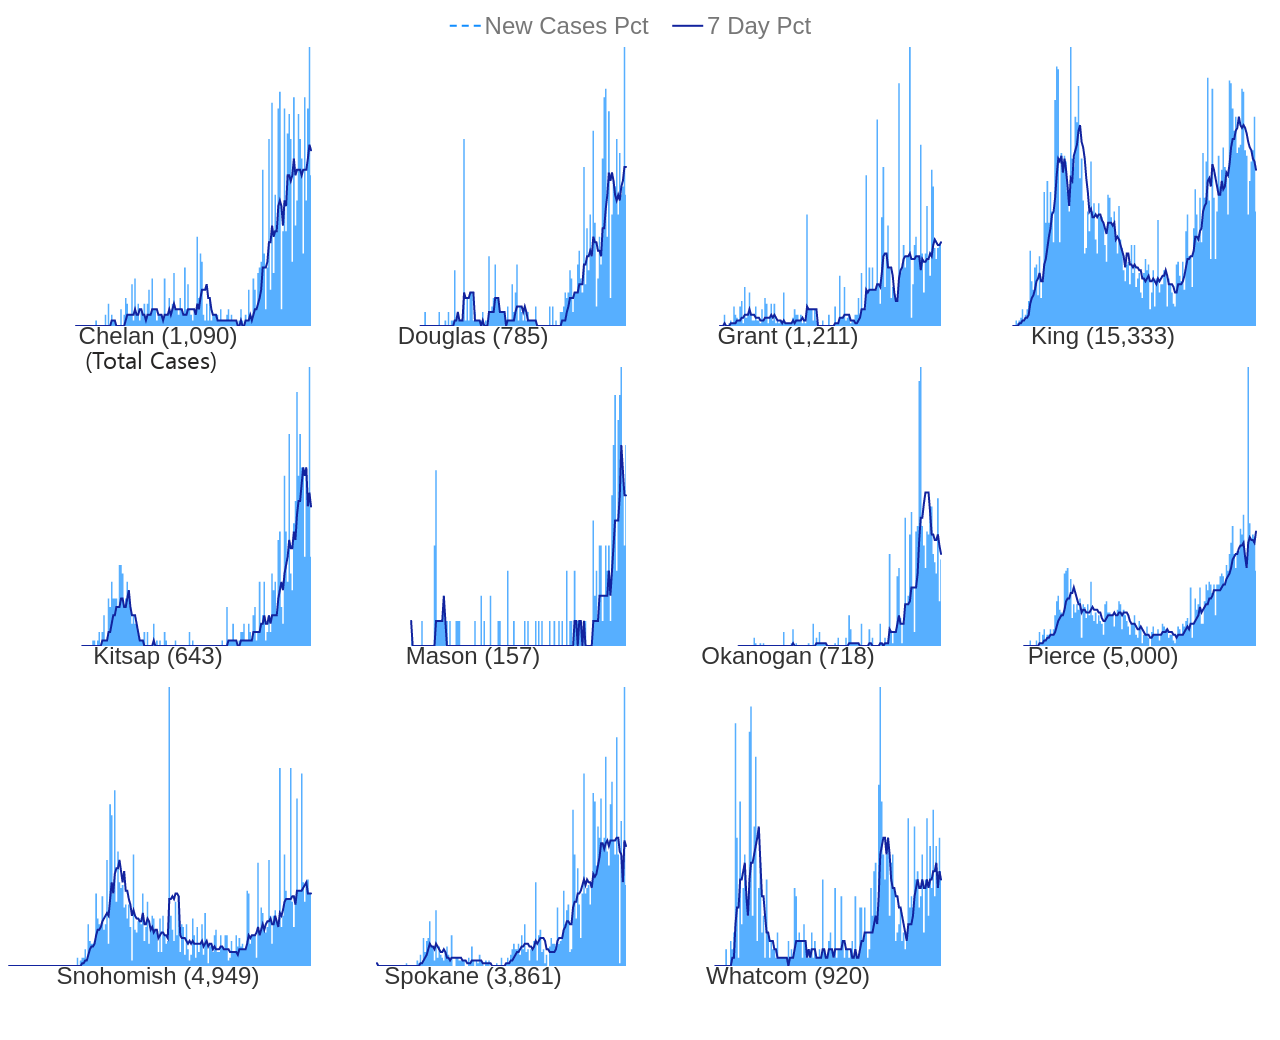 New Cases Pct 7 Day Pct
Chelan (1,090) Douglas (785) Grant (1,211) King (15,333)
(Total Cases)
Kitsap (643) Mason (157) Okanogan (718) Pierce (5,000)
Snohomish (4,949) Spokane (3,861) Whatcom (920)